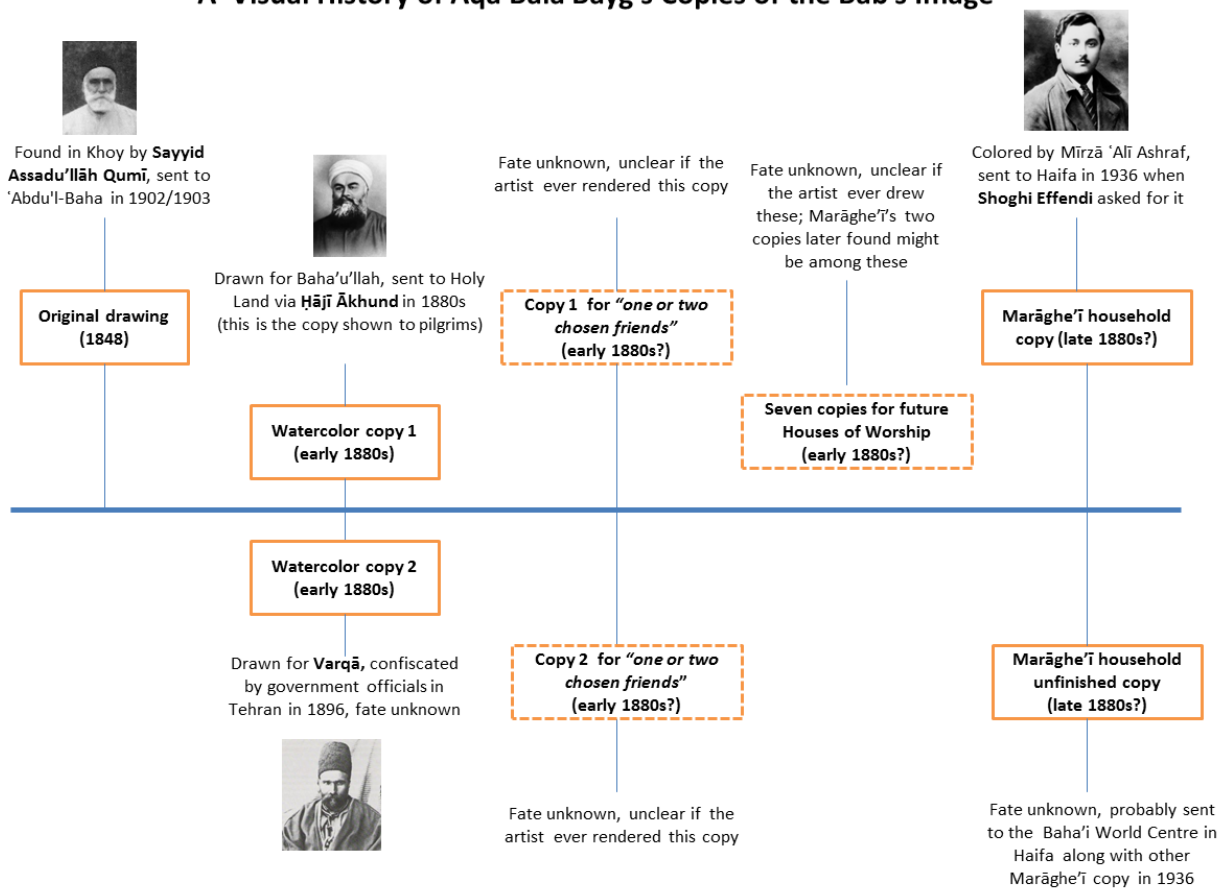 A Visual History of Āqā Bālā Bayg's Copies of the Báb's Image
Found in Khoy by Sayyid
Assadu’llāh Qumī, sent to
‘Abdu'l-Baha in 1902/1903
Original drawing
(1848)
Drawn for Baha’u’llah, sent to Holy
Land via Ḥājī Ākhund in 1880s
(this is the copy shown to pilgrims)
Watercolor copy 1
(early 1880s)
Watercolor copy 2
(early 1880s)
Drawn for Varqā, confiscated
by government officials in
Tehran in 1896, fate unknown
Fate unknown, unclear if the
artist ever rendered this copy
Copy 1 for “one or two
chosen friends”
(early 1880s?)
Copy 2 for “one or two
chosen friends”
(early 1880s?)
Fate unknown, unclear if the
artist ever rendered this copy
Fate unknown, unclear if
the artist ever drew
these; Marāghe’ī’s two
copies later found might
be among these
Seven copies for future
Houses of Worship
(early 1880s?)
Colored by Mīrzā ‘Alī Ashraf,
sent to Haifa in 1936 when
Shoghi Effendi asked for it
Marāghe’ī household
copy (late 1880s?)
Marāghe’ī household
unfinished copy
(late 1880s?)
Fate unknown, probably sent
to the Baha’i World Centre in
Haifa along with other
Marāghe’ī copy in 1936